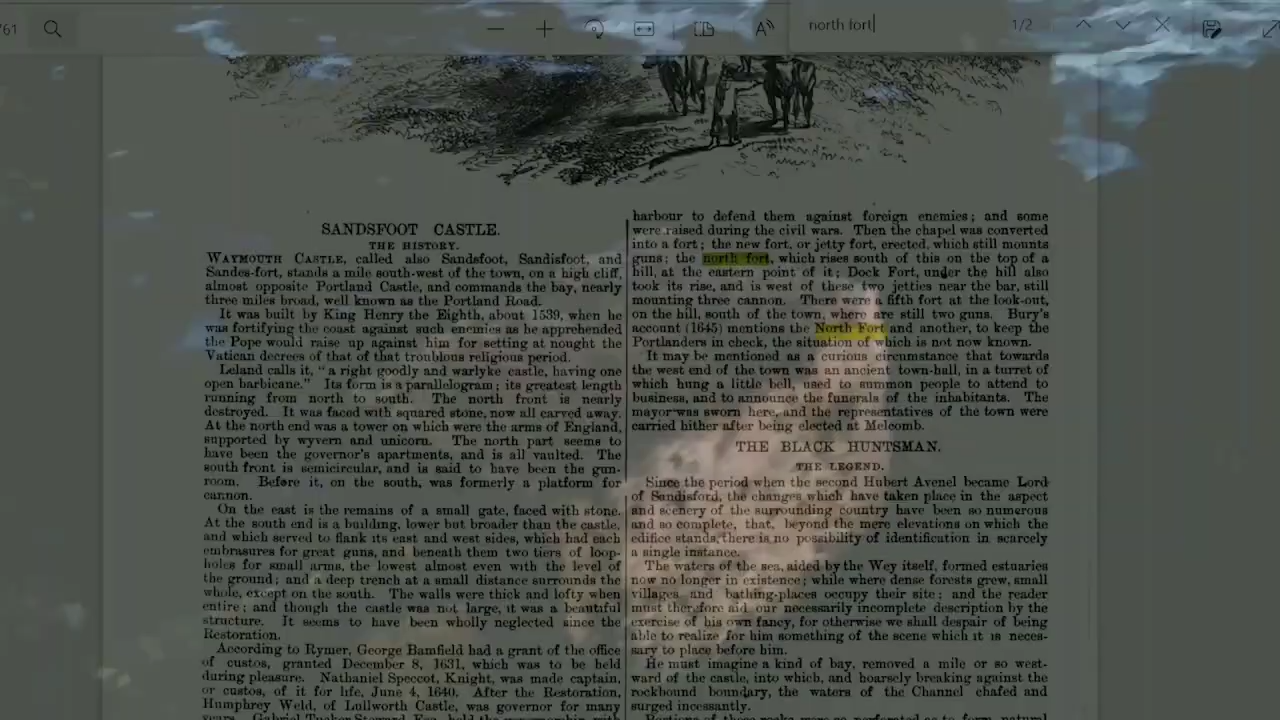 /61
north fort
1/2
SANDSFOOT CASTLE.
THE HISTORY.
WAYMOUTH CASTLE, called also Sandsfoot, Sandisfoot, and
Sandes-fort, stands a mile south-west of the town, on a high cliff,
almost opposite Portland Castle, and commands the bay, nearly
three miles broad, well known as the Portland Road.
It was built by King Henry the Eighth, about 1539, when he
was fortifying the coast against such enemies as he apprehended
the Pope would raise up against him for setting at nought the
Vatican decrees of that of that troublous religious period.
Leland calls it, "a right goodly and warlyke castle, having one
open barbicane." Its form is a parallelogram; its greatest length
running from north to south. The north front is nearly
destroyed. It was faced with squared stone, now all carved away.
At the north end was a tower on which were the arms of England,
supported by wyvern and unicorn. The north part seems to
have been the governor's apartments, and is all vaulted. The
south front is semicircular, and is said to have been the gun-
room. Before it, on the south, was formerly a platform for
cannon.
On the east is the remains of a small gate, faced with stone.
At the south end is a building, lower but broader than the castle,
and which served to flank its east and west sides, which had each
embrasures for great guns, and beneath them two tiers of loop-
holes for small arms, the lowest almost even with the level of
the ground; and a deep trench at a small distance surrounds the
whole, except on the south. The walls were thick and lofty when
entire; and though the castle was not large, it was a beautiful
structure. It seems to have been wholly neglected since the
Restoration.
According to Rymer, George Bamfield had a grant of the office
of custos, granted December 8, 1631, which was to be held
during pleasure. Nathaniel Speccot, Knight, was made captain,
or custos, of it for life, June 4, 1640. After the Restoration,
Humphrey Weld, of Lullworth Castle, was governor for many
harbour to defend them against foreign enemies; and some
were raised during the civil wars. Then the chapel was converted
into a fort; the new fort, or jetty fort, erected, which still mounts
guns; the north fort, which rises south of this on the top of a
hill, at the eastern point of it; Dock Fort, under the hill also
took its rise, and is west of these two jetties near the bar, still
mounting three cannon. There were a fifth fort at the look-out,
on the hill, south of the town, where are still two guns. Bury's
account (1645) mentions the North Fort and another, to keep the
Portlanders in check, the situation of which is not now known.
It may be mentioned as a curious circumstance that towards
the west end of the town was an ancient town-hall, in a turret of
which hung a little bell, used to summon people to attend to
business, and to announce the funerals of the inhabitants. The
mayor was sworn here, and the representatives of the town were
carried hither after being elected at Melcomb.
THE BLACK HUNTSMAN.
THE LEGEND.
Since the period when the second Hubert Avenel became Lord
of Sandisford, the changes which have taken place in the aspect
and scenery of the surrounding country have been so numerous
and so complete, that, beyond the mere elevations on which the
edifice stands, there is no possibility of identification in scarcely
a single instance.
The waters of the sea, aided by the Wey itself, formed estuaries
now no longer in existence; while where dense forests grew, small
villages and bathing-places occupy their site; and the reader
must therefore aid our necessarily incomplete description by the
exercise of his own fancy, for otherwise we shall despair of being
able to realize for him something of the scene which it is neces-
sary to place before him.
He must imagine a kind of bay, removed a mile or so west-
ward of the castle, into which, and hoarsely breaking against the
rockbound boundary, the waters of the Channel chafed and
surged incessantly.